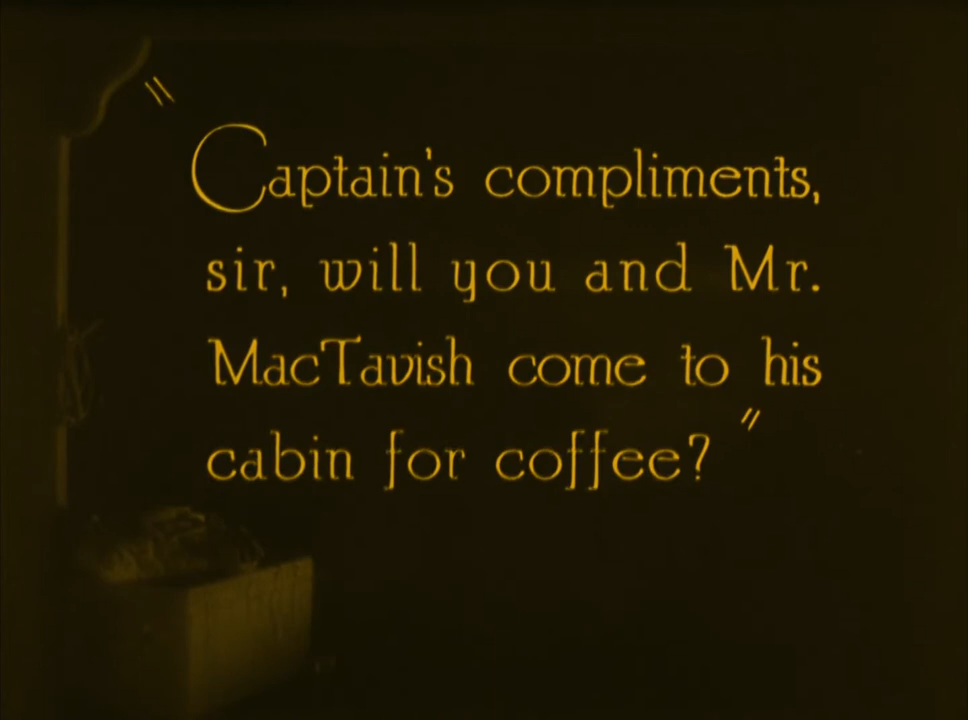 "Captain's compliments,
sir, will you and Mr.
MacTavish come to his
cabin for coffee?"